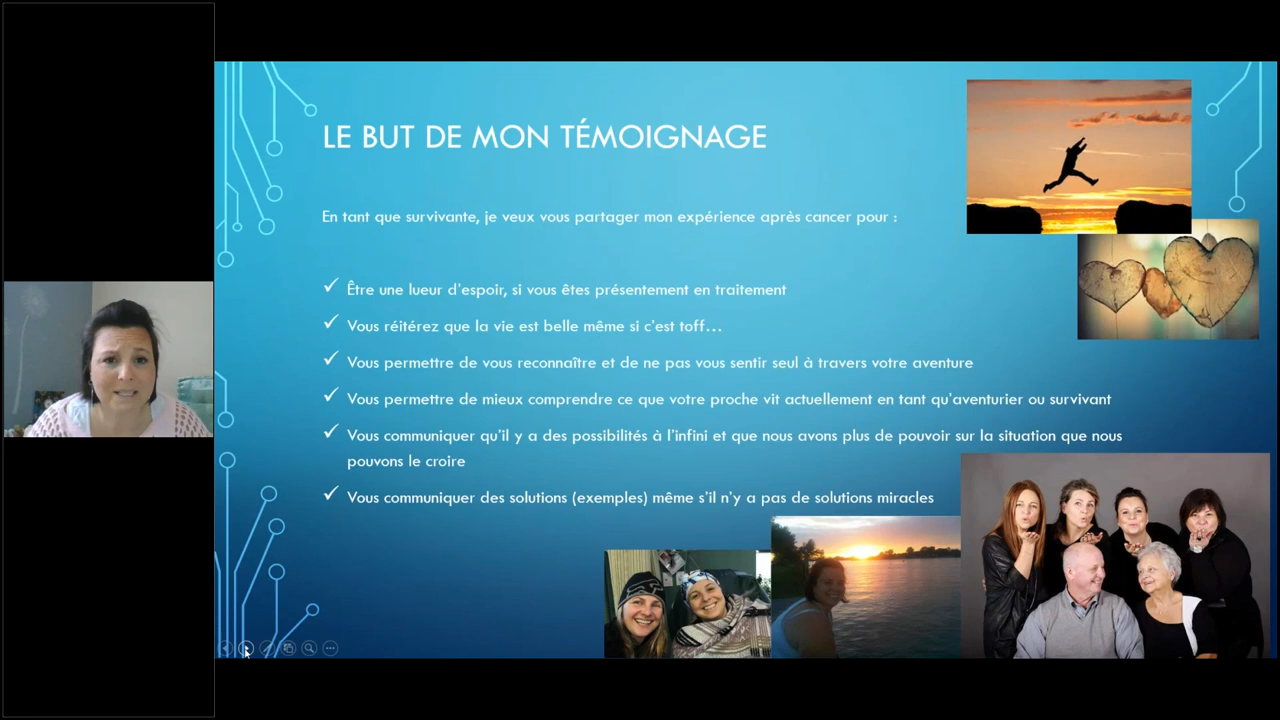 LE BUT DE MON TÉMOIGNAGE
En tant que survivante, je veux vous partager mon expérience après cancer pour :
✓ Être une lueur d'espoir, si vous êtes présentement en traitement
✓ Vous réitérez que la vie est belle même si c'est toff…
✓ Vous permettre de vous reconnaître et de ne pas vous sentir seul à travers votre aventure
✓ Vous permettre de mieux comprendre ce que votre proche vit actuellement en tant qu'aventurier ou survivant
✓ Vous communiquer qu'il y a des possibilités à l'infini et que nous avons plus de pouvoir sur la situation que nous
pouvons le croire
✓ Vous communiquer des solutions (exemples) même s'il n'y a pas de solutions miracles